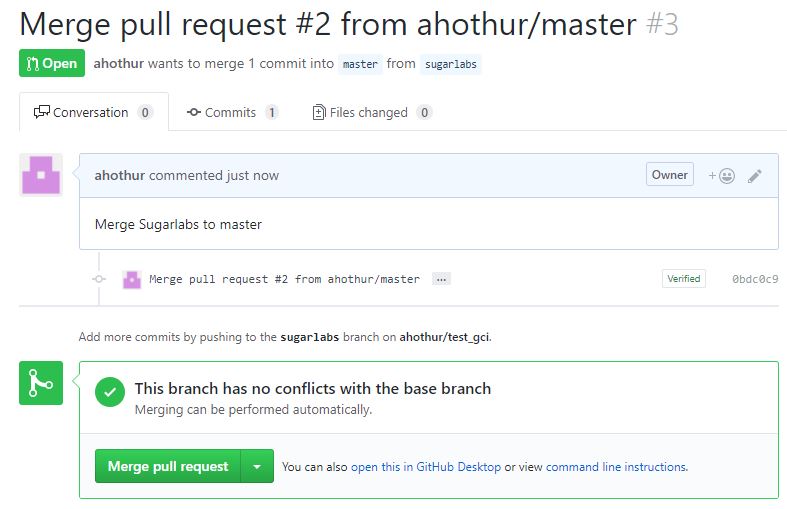 Merge pull request #2 from ahothur/master #3
Open ahothur wants to merge 1 commit into master from sugarlabs
Conversation 0 Commits 1 Files changed 0
ahothur commented just now Owner +
Merge Sugarlabs to master
Merge pull request #2 from ahothur/master … Verified 0bdc0c9
Add more commits by pushing to the sugarlabs branch on ahothur/test_gci.
This branch has no conflicts with the base branch
Merging can be performed automatically.
Merge pull request You can also open this in GitHub Desktop or view command line instructions.